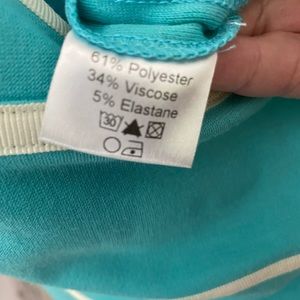 61% Polyester
34% Viscose
5% Elastane
30